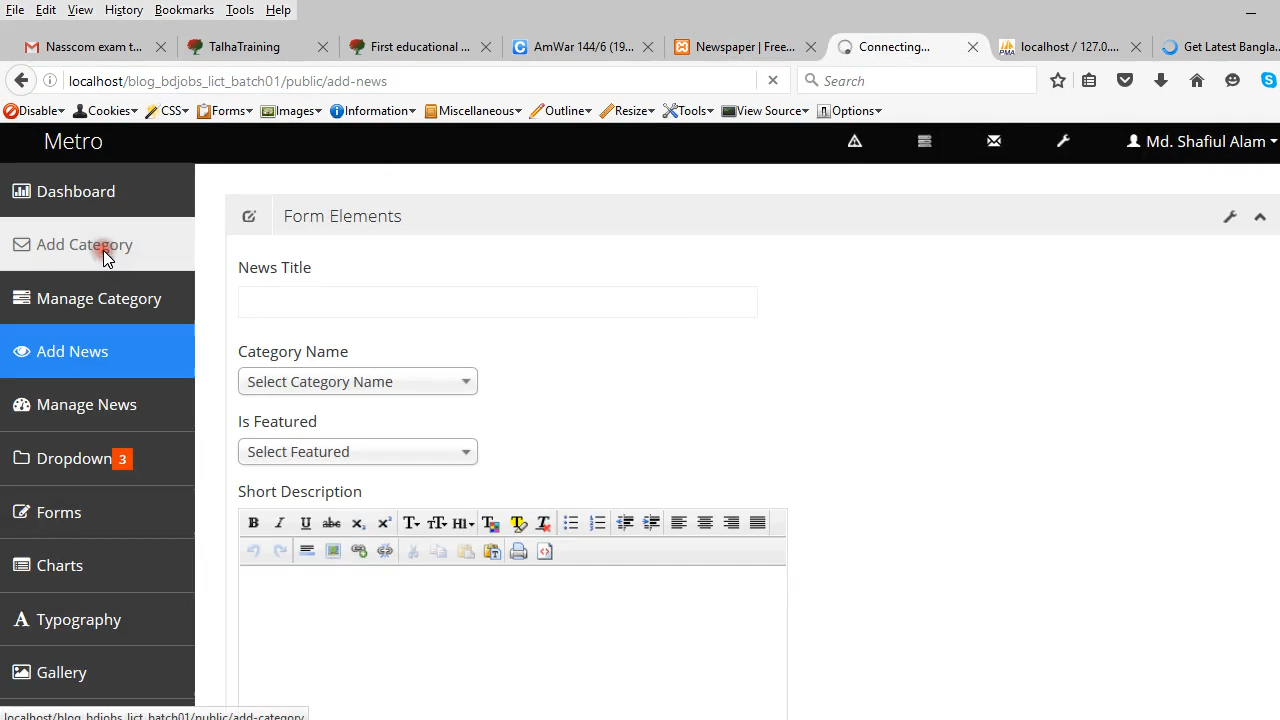 File Edit View History Bookmarks Tools Help
Nasscom exam t... TalhaTraining First educational ... AmWar 144/6 (19... Newspaper | Free... Connecting... localhost / 127.0.... Get Latest Bangla...
localhost/blog_bdjobs_lict_batch01/public/add-news Search
Disable Cookies CSS Forms Images Information Miscellaneous Outline Resize Tools View Source Options
Metro Md. Shafiul Alam
Dashboard
Add Category
Manage Category
Add News
Manage News
Dropdown 3
Forms
Charts
Typography
Gallery
Form Elements
News Title
Category Name
Select Category Name
Is Featured
Select Featured
Short Description
localhost/blog_bdjobs_lict_batch01/public/add-category